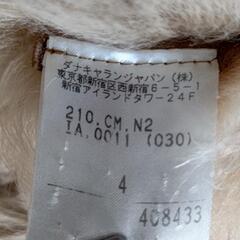 ダナキャランジャパン（株）
東京都新宿区西新宿6-5-1
新宿アイランドタワー24F
210.CM.N2
IA.0011 (030)
4
408433